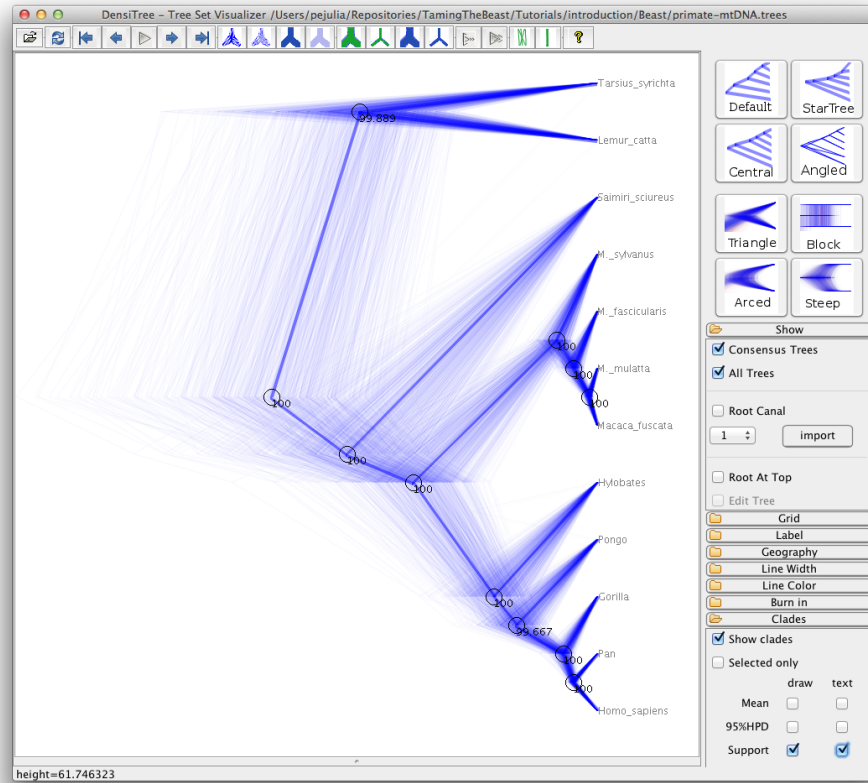 DensiTree - Tree Set Visualizer /Users/pejulia/Repositories/TamingTheBeast/Tutorials/introduction/Beast/primate-mtDNA.trees
?
Tarsius_syrichta
99.889
Lemur_catta
Saimiri_sciureus
M._sylvanus
M._fascicularis
100
M._mulatta
100
100
100
Macaca_fuscata
100
Hylobates
100
Pongo
Gorilla
100
99.667
Pan
100
100
Homo_sapiens
Default
StarTree
Central
Angled
Triangle
Block
Arced
Steep
Show
Consensus Trees
All Trees
Root Canal
1
import
Root At Top
Edit Tree
Grid
Label
Geography
Line Width
Line Color
Burn in
Clades
Show clades
Selected only
draw text
Mean
95%HPD
Support
height=61.746323